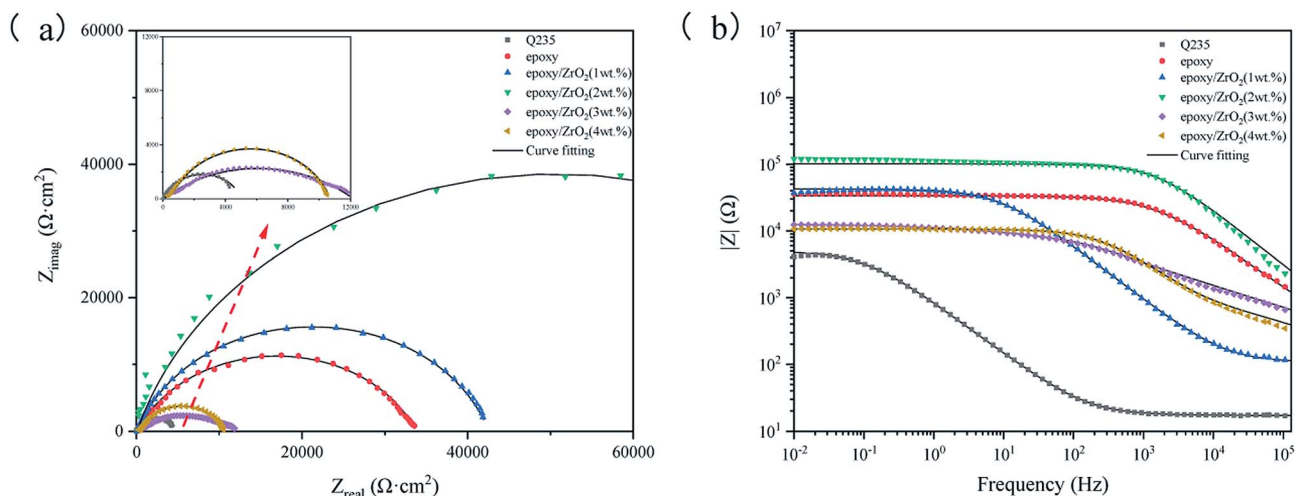 ( a)
60000
40000
20000
0
0
20000
40000
60000
Z_imag (Ω·cm²)
Z_real (Ω·cm²)
12000
8000
4000
0
0
4000
8000
12000
Q235
epoxy
epoxy/ZrO₂(1wt.%)
epoxy/ZrO₂(2wt.%)
epoxy/ZrO₂(3wt.%)
epoxy/ZrO₂(4wt.%)
Curve fitting
( b)
10⁷
10⁶
10⁵
10⁴
10³
10²
10¹
10⁻²
10⁻¹
10⁰
10¹
10²
10³
10⁴
10⁵
|Z| (Ω)
Frequency (Hz)
Q235
epoxy
epoxy/ZrO₂(1wt.%)
epoxy/ZrO₂(2wt.%)
epoxy/ZrO₂(3wt.%)
epoxy/ZrO₂(4wt.%)
Curve fitting